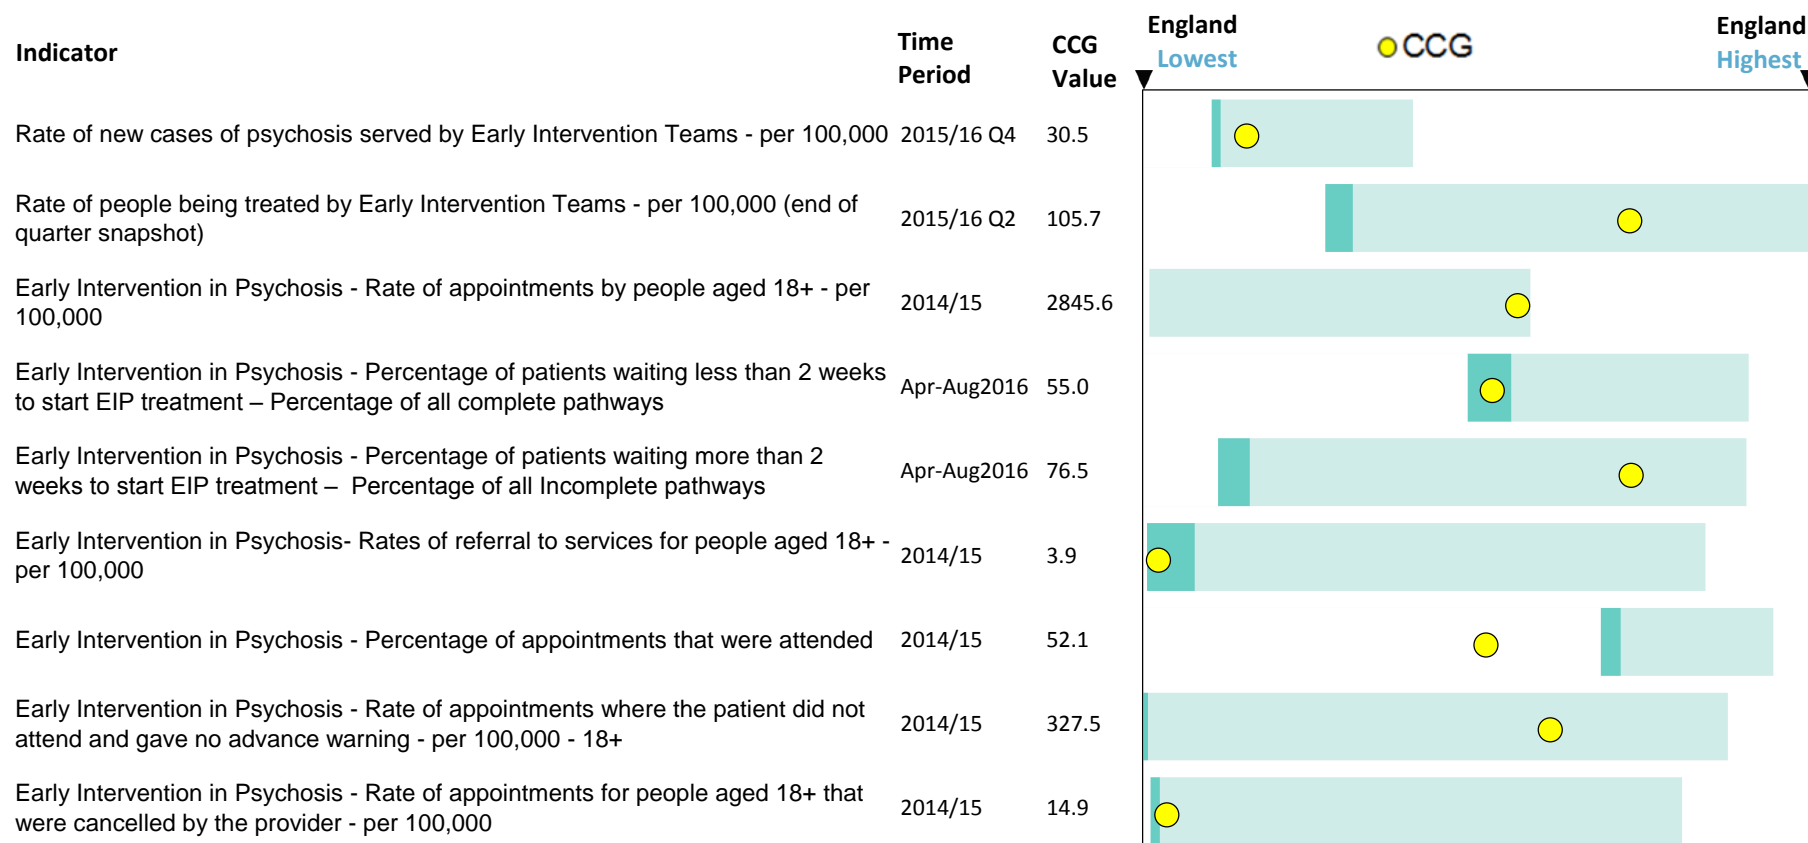 Indicator
Time
Period
CCG
Value
England
Lowest
CCG
England
Highest
Rate of new cases of psychosis served by Early Intervention Teams - per 100,000 2015/16 Q4 30.5
Rate of people being treated by Early Intervention Teams - per 100,000 (end of
quarter snapshot)
2015/16 Q2 105.7
Early Intervention in Psychosis - Rate of appointments by people aged 18+ - per
100,000
2014/15 2845.6
Early Intervention in Psychosis - Percentage of patients waiting less than 2 weeks
to start EIP treatment – Percentage of all complete pathways
Apr-Aug2016 55.0
Early Intervention in Psychosis - Percentage of patients waiting more than 2
weeks to start EIP treatment – Percentage of all Incomplete pathways
Apr-Aug2016 76.5
Early Intervention in Psychosis- Rates of referral to services for people aged 18+ -
per 100,000
2014/15 3.9
Early Intervention in Psychosis - Percentage of appointments that were attended 2014/15 52.1
Early Intervention in Psychosis - Rate of appointments where the patient did not
attend and gave no advance warning - per 100,000 - 18+
2014/15 327.5
Early Intervention in Psychosis - Rate of appointments for people aged 18+ that
were cancelled by the provider - per 100,000
2014/15 14.9